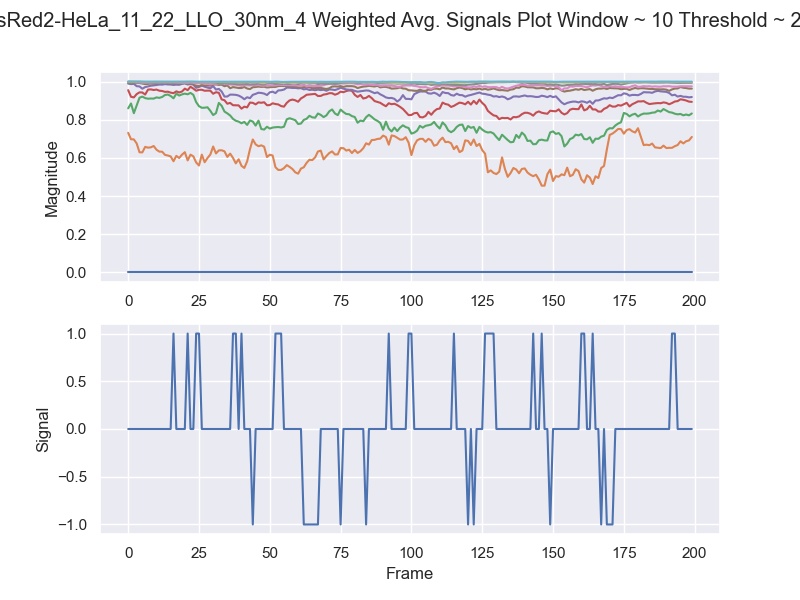 sRed2-HeLa_11_22_LLO_30nm_4 Weighted Avg. Signals Plot Window ~ 10 Threshold ~ 2
1.0
0.8
0.6
0.4
0.2
0.0
Magnitude
0 25 50 75 100 125 150 175 200
1.0
0.5
0.0
−0.5
−1.0
Signal
0 25 50 75 100 125 150 175 200
Frame